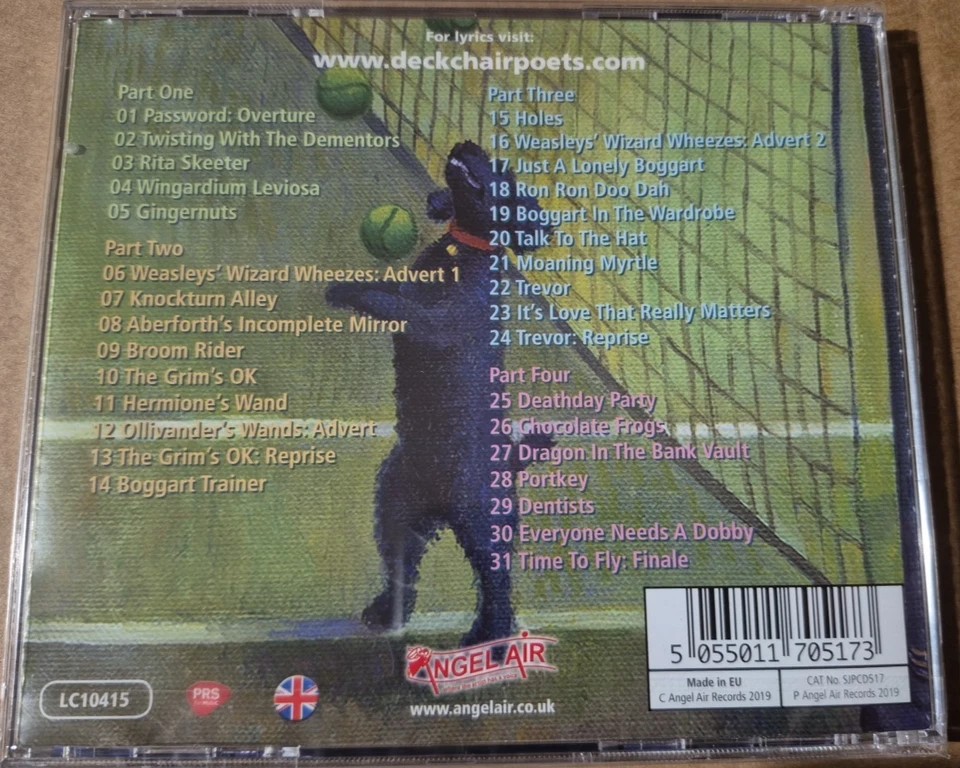 For lyrics visit:
www.deckchairpoets.com
Part One
01 Password: Overture
02 Twisting With The Dementors
03 Rita Skeeter
04 Wingardium Leviosa
05 Gingernuts
Part Two
06 Weasleys' Wizard Wheezes: Advert 1
07 Knockturn Alley
08 Aberforth's Incomplete Mirror
09 Broom Rider
10 The Grim's OK
11 Hermione's Wand
12 Ollivander's Wands: Advert
13 The Grim's OK: Reprise
14 Boggart Trainer
Part Three
15 Holes
16 Weasleys' Wizard Wheezes: Advert 2
17 Just A Lonely Boggart
18 Ron Ron Doo Dah
19 Boggart In The Wardrobe
20 Talk To The Hat
21 Moaning Myrtle
22 Trevor
23 It's Love That Really Matters
24 Trevor: Reprise
Part Four
25 Deathday Party
26 Chocolate Frogs
27 Dragon In The Bank Vault
28 Portkey
29 Dentists
30 Everyone Needs A Dobby
31 Time To Fly: Finale
LC10415
PRS
ANGEL AIR
www.angelair.co.uk
5 055011 705173
Made in EU
C Angel Air Records 2019
CAT No. SJPCD517
P Angel Air Records 2019